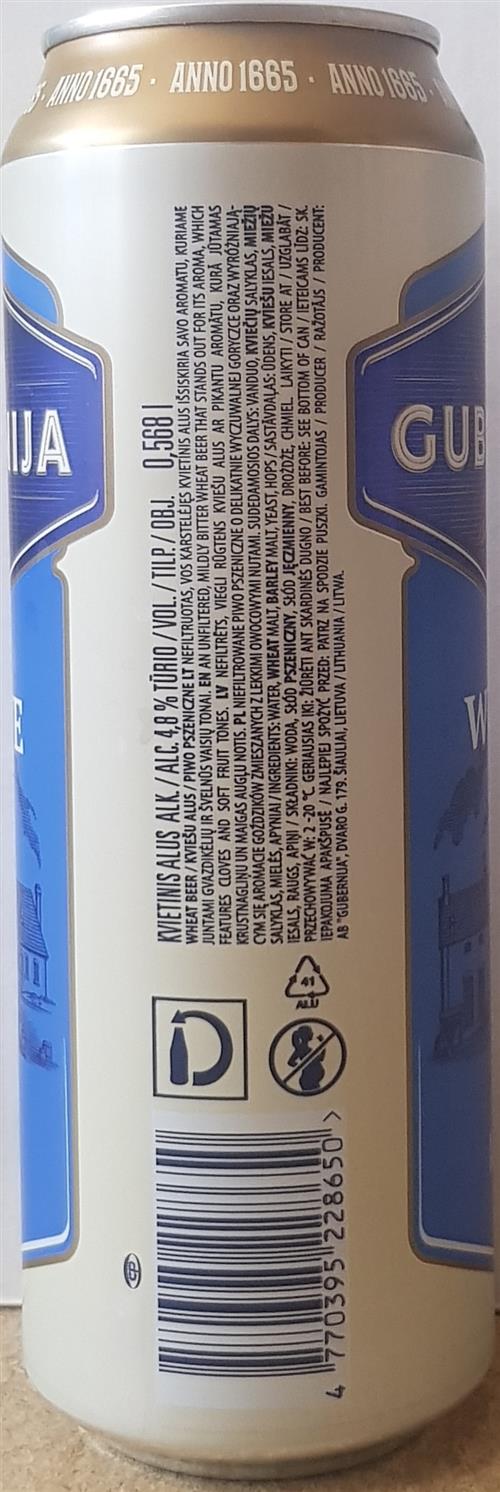 ANNO 1665 · ANNO 1665 · ANNO 1665 ·
NIJA
GUB
E
W
KVIETINIS ALUS ALK. / ALC. 4,8 % TŪRIO / VOL. / TILP. / OBJ. 0,568 l
WHEAT BEER / KVIEŠU ALUS / PIWO PSZENICZNE LT NEFILTRUOTAS, VOS KARSTELĖJĘS KVIETINIS ALUS IŠSISKIRIA SAVO AROMATU, KURIAME
JUNTAMI GVAZDIKĖLIŲ IR ŠVELNŪS VAISIŲ TONAI. EN AN UNFILTERED, MILDLY BITTER WHEAT BEER THAT STANDS OUT FOR ITS AROMA, WHICH
FEATURES CLOVES AND SOFT FRUIT TONES. LV NEFILTRĒTS, VIEGLI RŪGTENS KVIEŠU ALUS AR PIKANTU AROMĀTU, KURĀ JŪTAMAS
KRUSTNAGLIŅU UN MAIGAS AUGĻU NOTIS. PL NIEFILTROWANE PIWO PSZENICZNE O DELIKATNIE WYCZUWALNEJ GORYCZCE ORAZ WYRÓŻNIAJĄ-
CYM SIĘ AROMACIE GOŹDZIKÓW ZMIESZANYCH Z LEKKIMI OWOCOWYMI NUTAMI. SUDEDAMOSIOS DALYS: VANDUO, KVIEČIŲ SALYKLAS, MIEŽIŲ
SALYKLAS, MIELĖS, APYNIAI / INGREDIENTS: WATER, WHEAT MALT, BARLEY MALT, YEAST, HOPS / SASTĀVDAĻAS: ŪDENS, KVIEŠU IESALS, MIEŽU
IESALS, RAUGS, APIŅI / SKŁADNIKI: WODA, SŁÓD PSZENICZNY, SŁÓD JĘCZMIENNY, DROŻDŻE, CHMIEL. LAIKYTI / STORE AT / UZGLABĀT /
PRZECHOWYWAĆ W: 2 -20 °C. GERIAUSIAS IKI: ŽIŪRĖTI ANT SKARDINĖS DUGNO / BEST BEFORE: SEE BOTTOM OF CAN / IETEICAMS LĪDZ: SK.
IEPAKOJUMA APAKŠPUSĒ / NAJLEPIEJ SPOŻYĆ PRZED: PATRZ NA SPODZIE PUSZKI. GAMINTOJAS / PRODUCER / RAŽOTĀJS / PRODUCENT:
AB "GUBERNIJA", DVARO G. 179, ŠIAULIAI, LIETUVA / LITHUANIA / LITWA.
41
ALU
4 770395 228650 >